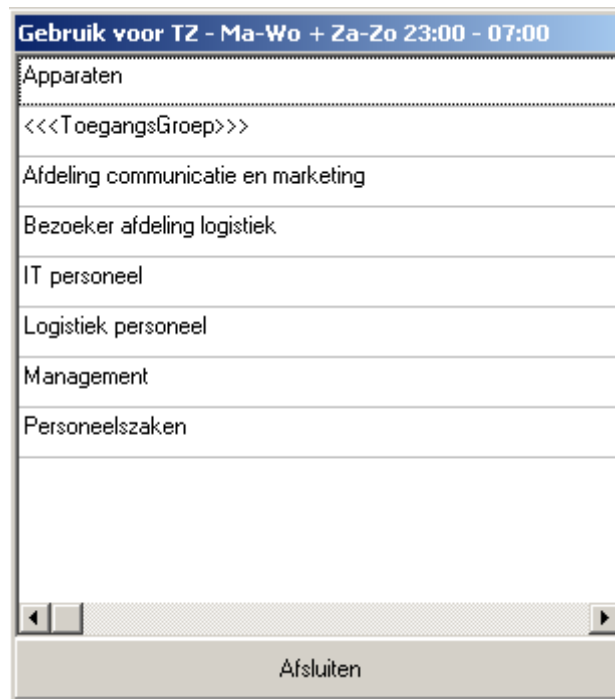 Gebruik voor TZ - Ma-Wo + Za-Zo 23:00 - 07:00
Apparaten
<<<ToegangsGroep>>>
Afdeling communicatie en marketing
Bezoeker afdeling logistiek
IT personeel
Logistiek personeel
Management
Personeelszaken
Afsluiten